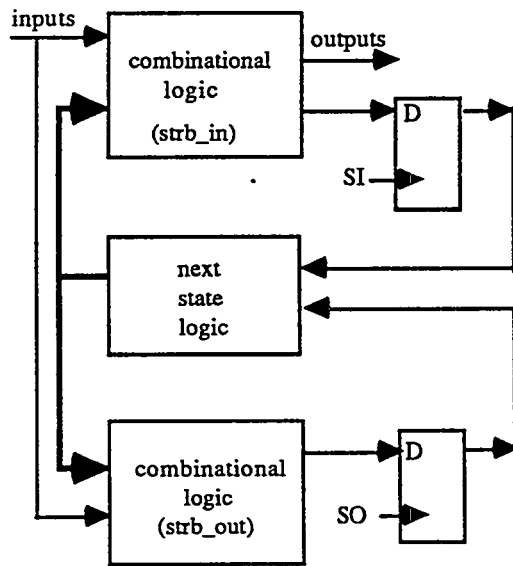 inputs
outputs
combinational
logic
(strb_in)
D
SI
next
state
logic
combinational
logic
(strb_out)
D
SO